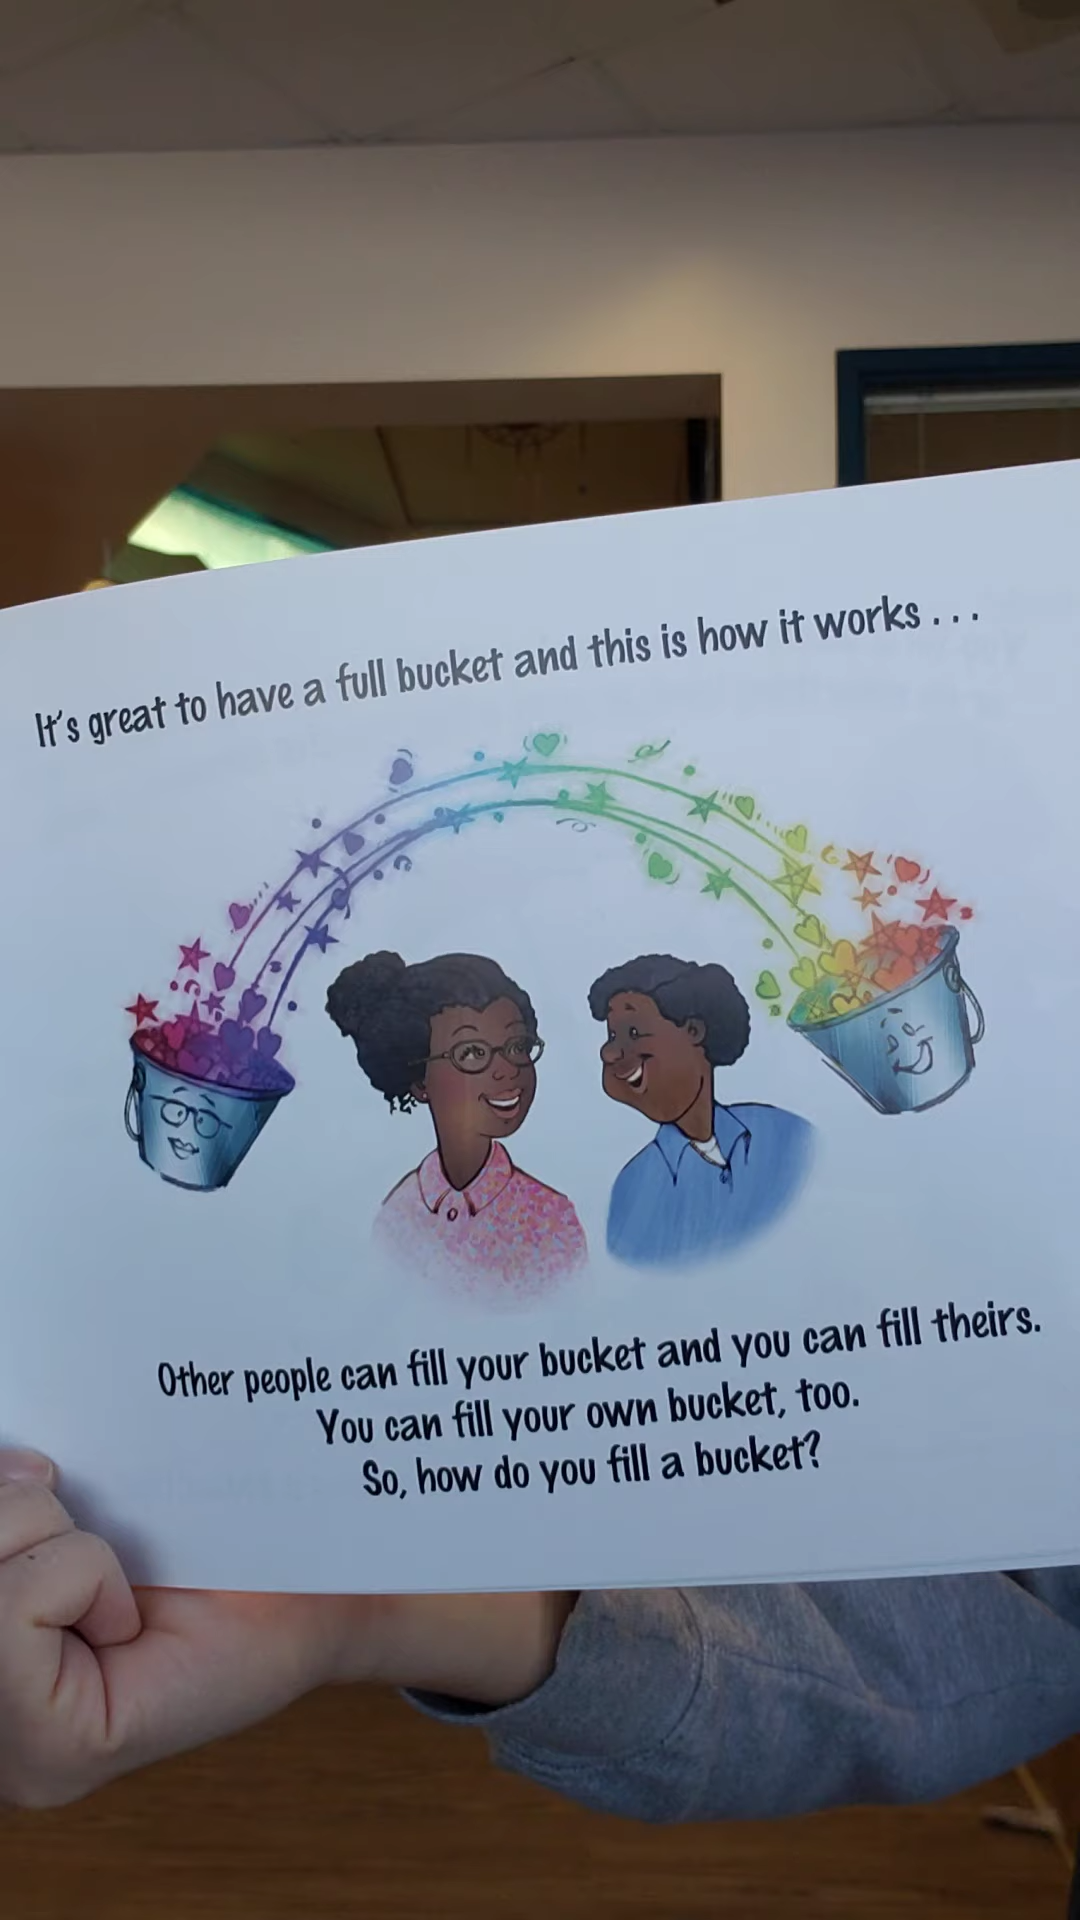 It's great to have a full bucket and this is how it works . . .
Other people can fill your bucket and you can fill theirs.
You can fill your own bucket, too.
So, how do you fill a bucket?